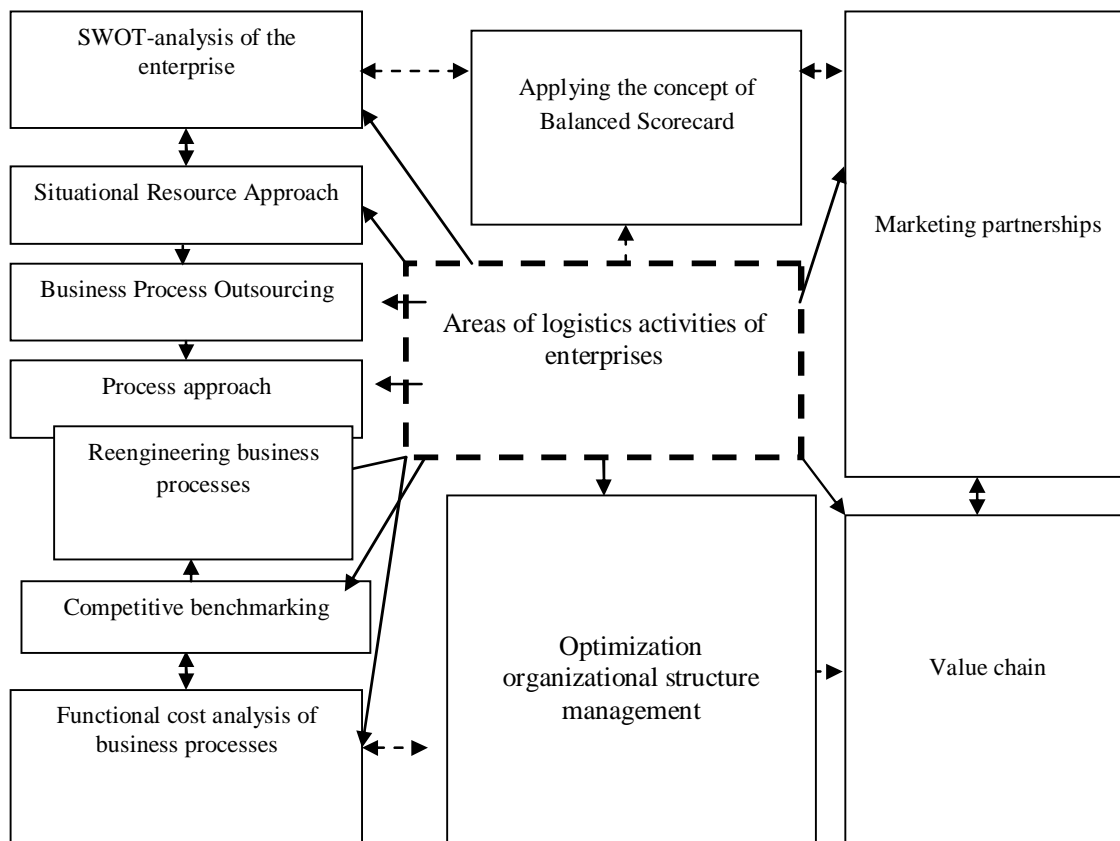 SWOT-analysis of the
enterprise
Applying the concept of
Balanced Scorecard
Marketing partnerships
Situational Resource Approach
Business Process Outsourcing
Process approach
Areas of logistics activities of
enterprises
Reengineering business
processes
Competitive benchmarking
Functional cost analysis of
business processes
Optimization
organizational structure
management
Value chain